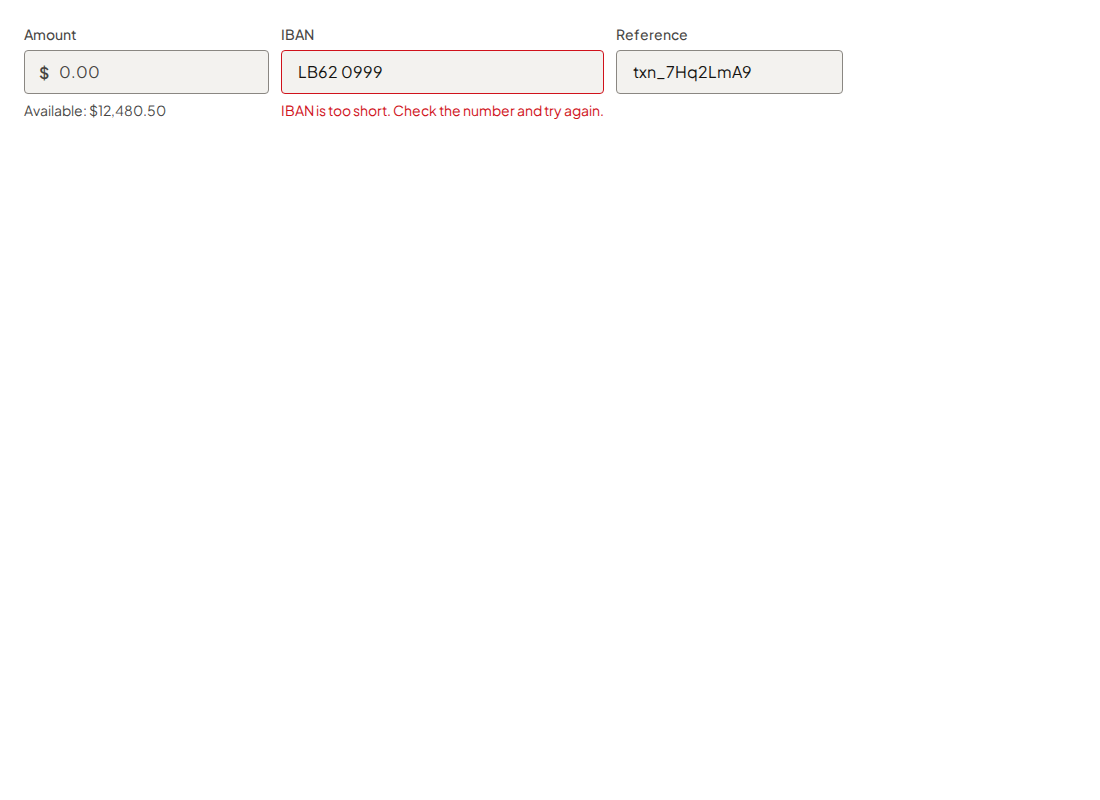 Amount
$ 0.00
Available: $12,480.50
IBAN
LB62 0999
IBAN is too short. Check the number and try again.
Reference
txn_7Hq2LmA9